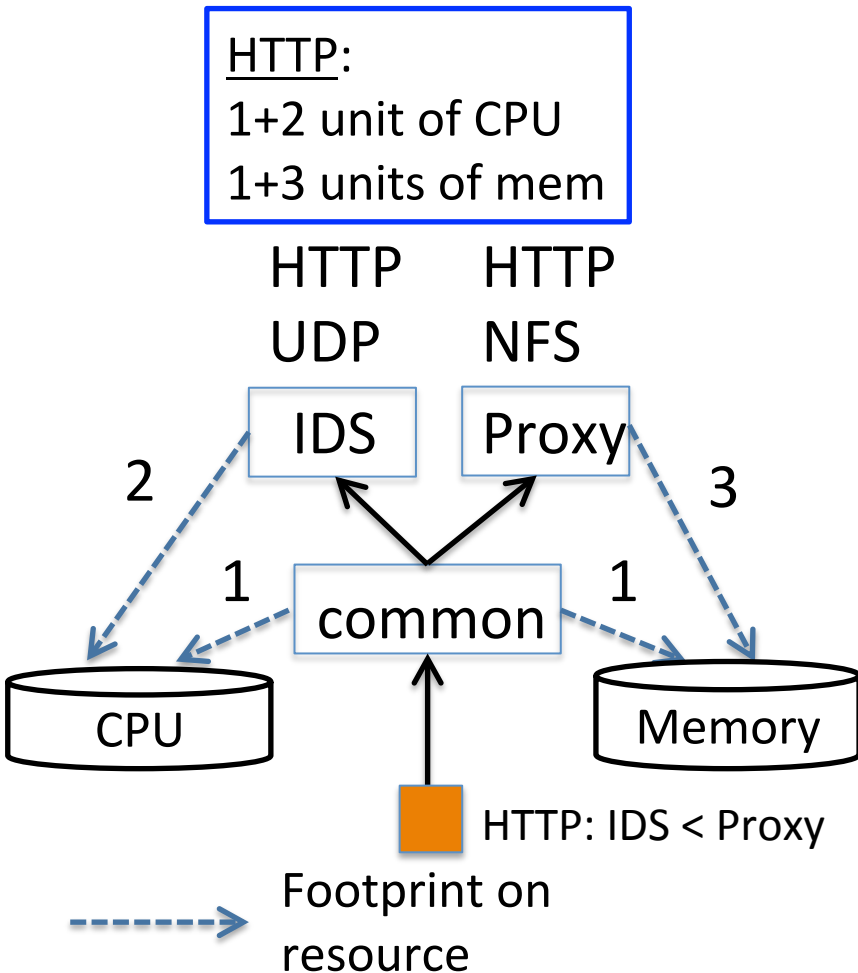 HTTP:
1+2 unit of CPU
1+3 units of mem
HTTP
UDP
HTTP
NFS
IDS
Proxy
2
3
1
1
common
CPU
Memory
HTTP: IDS < Proxy
Footprint on
resource